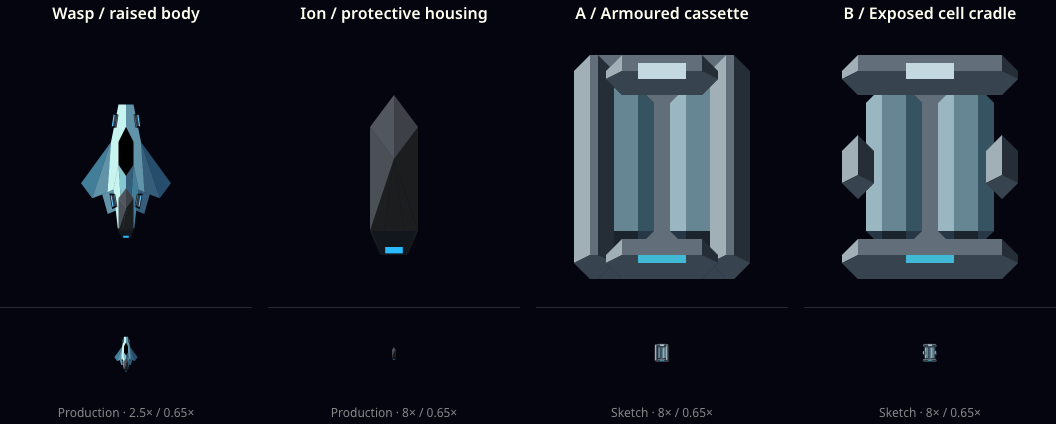 Wasp / raised body
Ion / protective housing
A / Armoured cassette
B / Exposed cell cradle
Production · 2.5× / 0.65×
Production · 8× / 0.65×
Sketch · 8× / 0.65×
Sketch · 8× / 0.65×